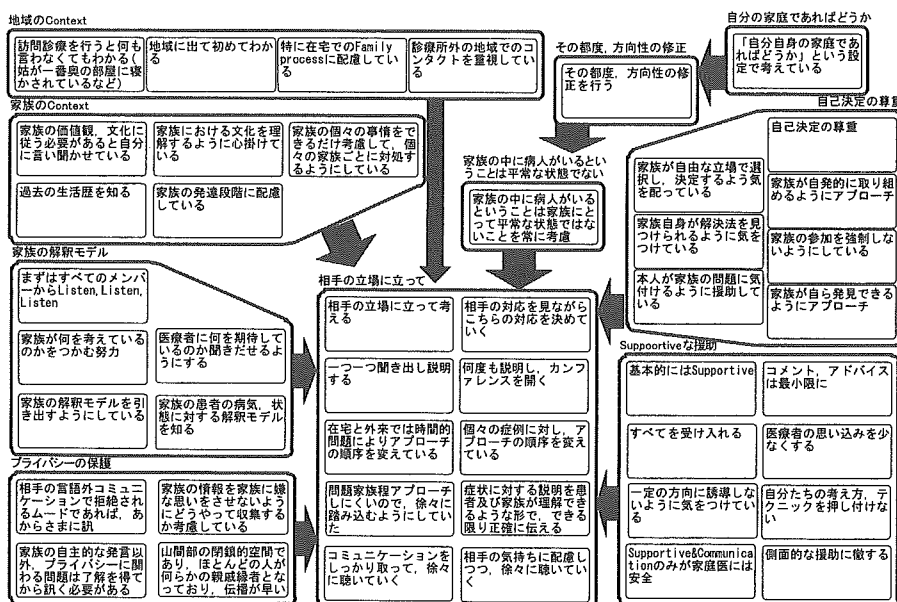 地域のContext
訪問診療を行うと何も
言わなくてもわかる(
姑が一番奥の部屋に寝
かされているなど)
地域に出て初めてわか
る
特に在宅でのFamily
processに配慮してい
る
診療所外の地域でのコ
ンタクトを重視してい
る
家族のContext
家族の価値観, 文化に
従う必要があると自分
に言い聞かせている
家族における文化を理
解するように心掛けて
いる
家族の個々の事情をで
きるだけ考慮して, 個
々の家族ごとに対処す
るようにしている
過去の生活歴を知る
家族の発達段階に配慮
している
家族の解釈モデル
まずはすべてのメンバ
ーからListen, Listen,
Listen
家族が何を考えている
のかをつかむ努力
医療者に何を期待して
いるのか聞きだせるよ
うにする
家族の解釈モデルを引
き出すようにしている
家族の患者の病気, 状
態に対する解釈モデル
を知る
プライバシーの保護
相手の言語外コミュニ
ケーションで拒絶され
るムードであれば, あ
からさまに訊
家族の情報を家族に嫌
な思いをさせないよう
にどうやって収集する
か考慮している
家族の自主的な発言以
外, プライバシーに関
わる問題は了解を得て
から訊く必要がある
山間部の閉鎖的空間で
あり, ほとんどの人が
何らかの親戚縁者とな
っており, 伝播が早い
その都度, 方向性の修正
その都度, 方向性の修
正を行う
自分の家庭であればどうか
「自分自身の家庭であ
ればどうか」という設
定で考えている
家族の中に病人がいるとい
うことは平常な状態でない
家族の中に病人がいる
ということは家族にと
って平常な状態ではな
いことを常に考慮
自己決定の尊重
自己決定の尊重
家族が自由な立場で選
択し, 決定するよう気
を配っている
家族が自発的に取り組
めるようにアプローチ
家族自身が解決法を見
つけられるように気を
つけている
家族の参加を強制しな
いようにしている
本人が家族の問題に気
付けるように援助して
いる
家族が自ら発見できる
ようにアプローチ
相手の立場に立って
相手の立場に立って考
える
相手の対応を見ながら
こちらの対応を決めて
いく
一つ一つ聞き出し説明
する
何度も説明し, カンフ
ァレンスを開く
在宅と外来では時間的
問題によりアプローチ
の順序を変えている
個々の症例に対し, ア
プローチの順序を変え
ている
問題家族程アプローチ
しにくいので, 徐々に
踏み込むようにしてい
た
症状に対する説明を患
者及び家族が理解でき
るような形で, できる
限り正確に伝える
コミュニケーションを
しっかり取って, 徐々
に聴いていく
相手の気持ちに配慮し
つつ, 徐々に聴いてい
く
Suppoortiveな援助
基本的にはSupportive
コメント, アドバイス
は最小限に
すべてを受け入れる
医療者の思い込みを少
なくする
一定の方向に誘導しな
いように気をつけている
自分たちの考え方, テ
クニックを押し付けな
い
Supportive&Communica
tionのみが家庭医には
安全
側面的な援助に徹する